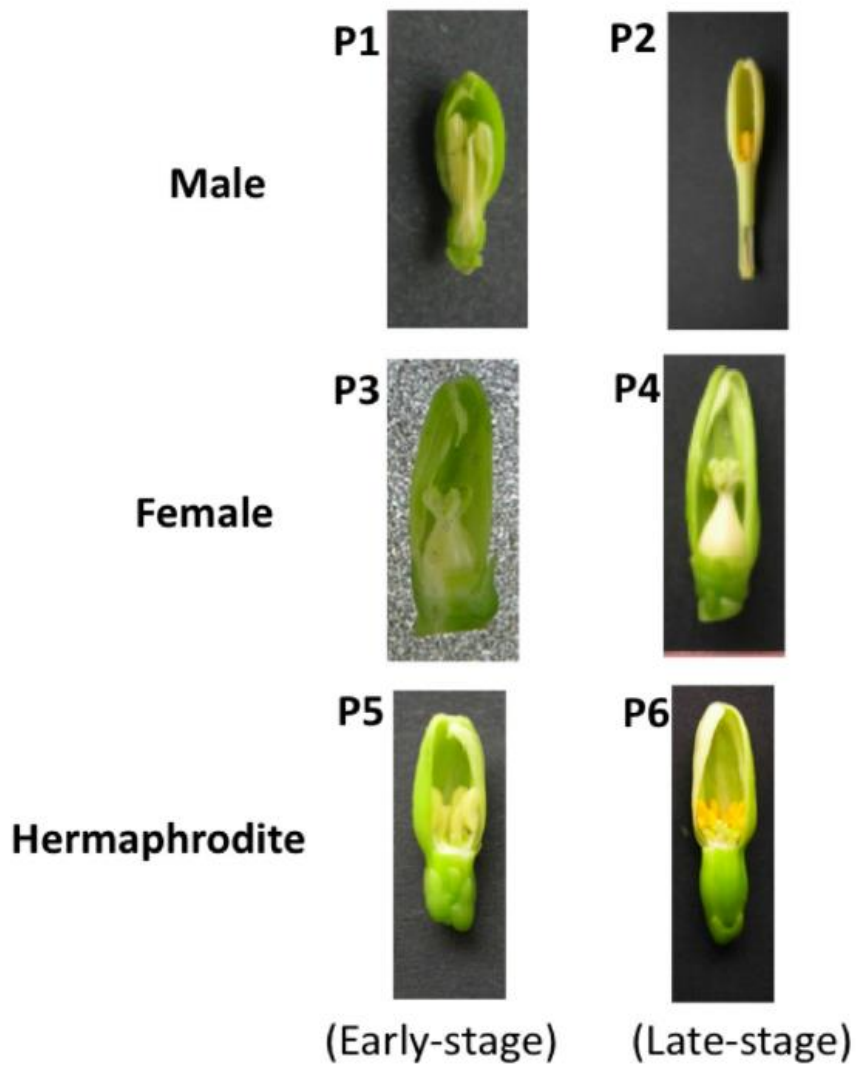 P1
P2
Male
P3
P4
Female
P5
P6
Hermaphrodite
(Early-stage)
(Late-stage)